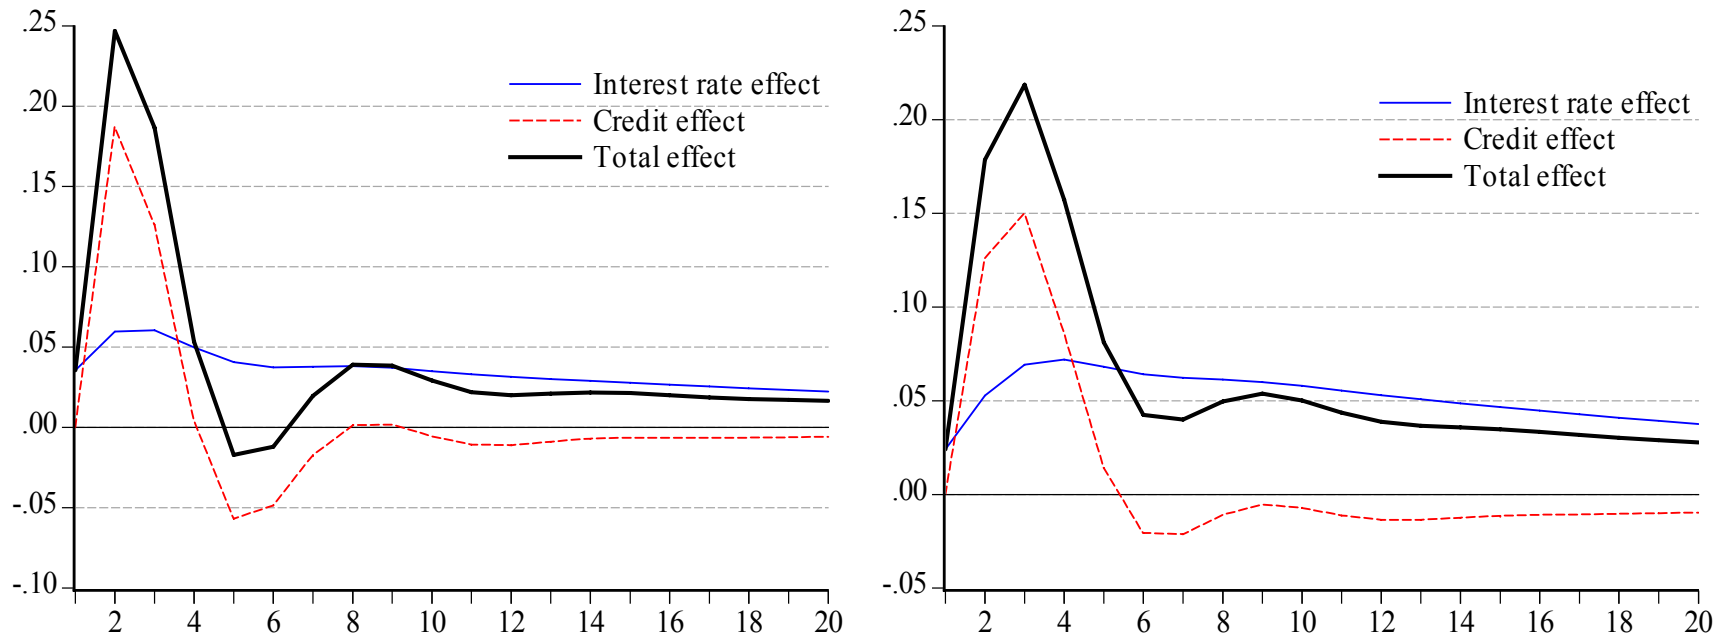 .25
.20
.15
.10
.05
.00
-.05
-.10
2 4 6 8 10 12 14 16 18 20
Interest rate effect
Credit effect
Total effect
.25
.20
.15
.10
.05
.00
-.05
2 4 6 8 10 12 14 16 18 20
Interest rate effect
Credit effect
Total effect